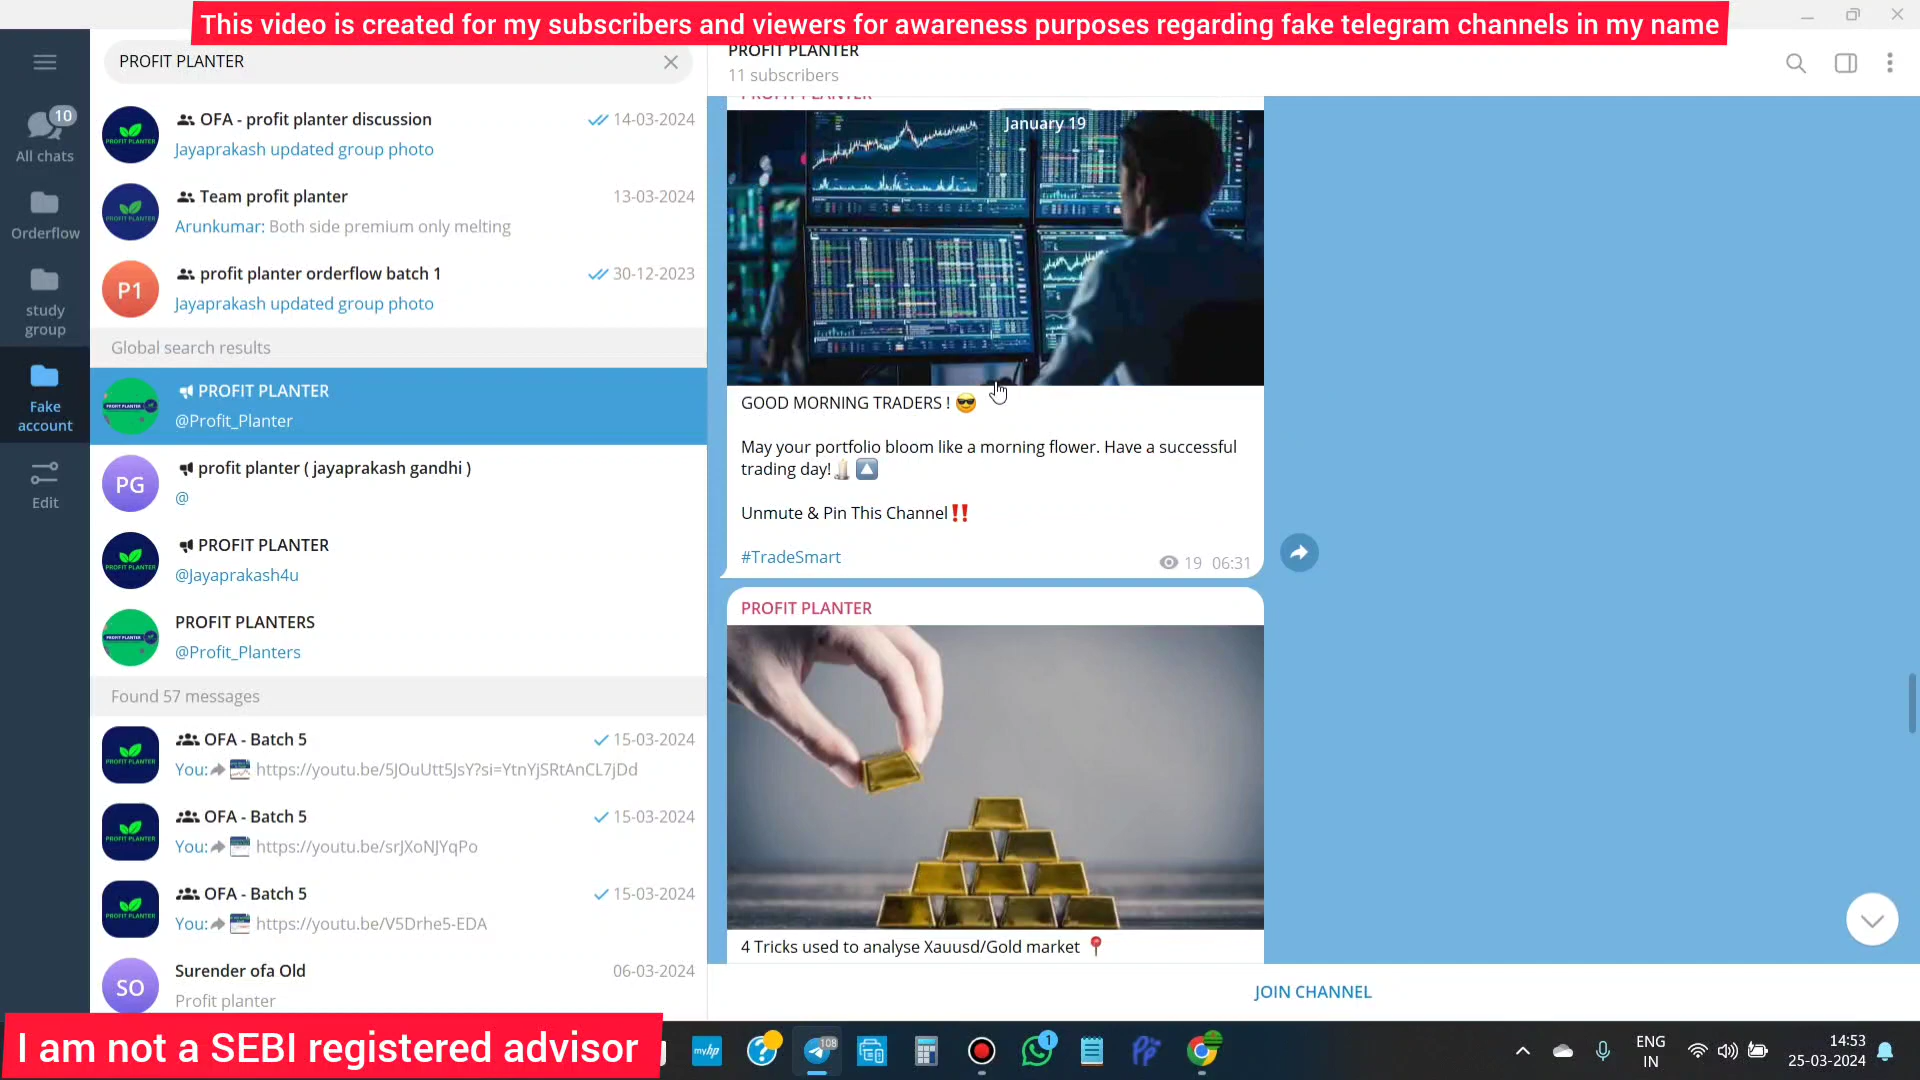 This video is created for my subscribers and viewers for awareness purposes regarding fake telegram channels in my name
PROFIT PLANTER
PROFIT PLANTER
11 subscribers
10
All chats
Orderflow
study
group
Fake
account
Edit
OFA - profit planter discussion
14-03-2024
Jayaprakash updated group photo
Team profit planter
13-03-2024
Arunkumar: Both side premium only melting
P1
profit planter orderflow batch 1
30-12-2023
Jayaprakash updated group photo
Global search results
PROFIT PLANTER
@Profit_Planter
PG
profit planter ( jayaprakash gandhi )
@
PROFIT PLANTER
@Jayaprakash4u
PROFIT PLANTERS
@Profit_Planters
Found 57 messages
OFA - Batch 5
15-03-2024
You: https://youtu.be/5JOuUtt5JsY?si=YtnYjSRtAnCL7jDd
OFA - Batch 5
15-03-2024
You: https://youtu.be/srJXoNJYqPo
OFA - Batch 5
15-03-2024
You: https://youtu.be/V5Drhe5-EDA
SO
Surender ofa Old
06-03-2024
Profit planter
PROFIT PLANTER
January 19
GOOD MORNING TRADERS ! 😎
May your portfolio bloom like a morning flower. Have a successful
trading day!🕯️🔼
Unmute & Pin This Channel‼️
#TradeSmart
19 06:31
PROFIT PLANTER
4 Tricks used to analyse Xauusd/Gold market 📍
JOIN CHANNEL
I am not a SEBI registered advisor
myhp
108
1
ENG
IN
14:53
25-03-2024